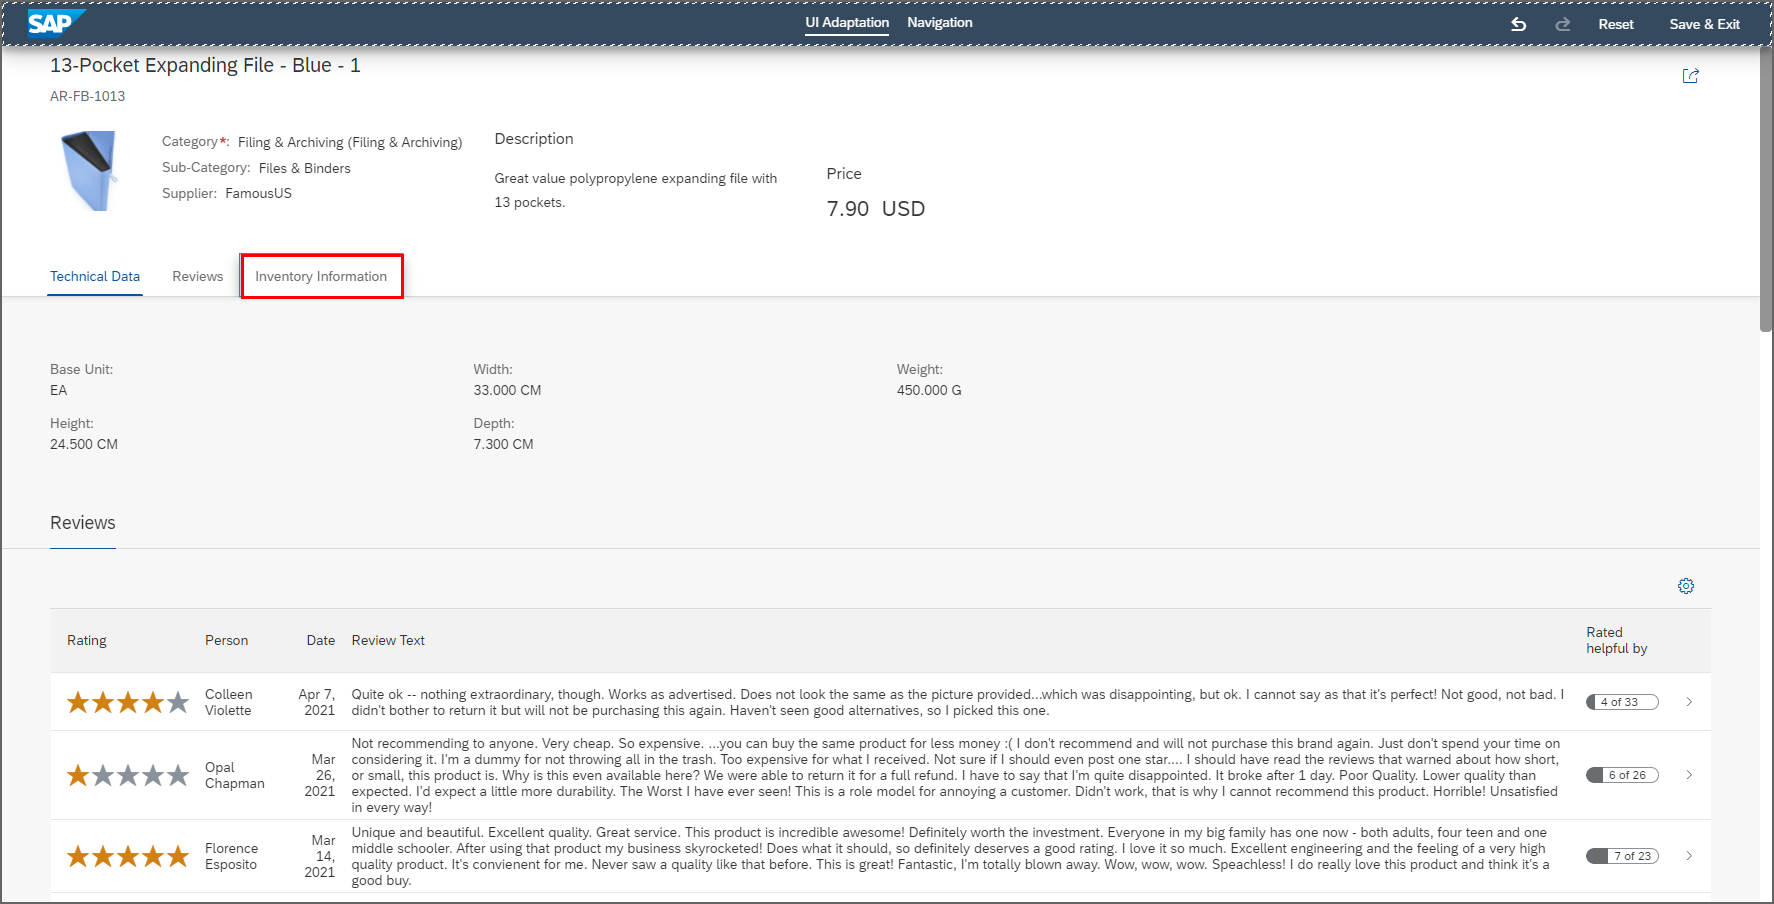 SAP
UI Adaptation
Navigation
Reset
Save & Exit
13-Pocket Expanding File - Blue - 1
AR-FB-1013
Category*: Filing & Archiving (Filing & Archiving)
Sub-Category: Files & Binders
Supplier: FamousUS
Description
Great value polypropylene expanding file with
13 pockets.
Price
7.90 USD
Technical Data
Reviews
Inventory Information
Base Unit:
EA
Width:
33.000 CM
Weight:
450.000 G
Height:
24.500 CM
Depth:
7.300 CM
Reviews
Rating
Person
Date
Review Text
Rated
helpful by
Colleen
Violette
Apr 7,
2021
Quite ok -- nothing extraordinary, though. Works as advertised. Does not look the same as the picture provided...which was disappointing, but ok. I cannot say as that it's perfect! Not good, not bad. I
didn't bother to return it but will not be purchasing this again. Haven't seen good alternatives, so I picked this one.
4 of 33
Opal
Chapman
Mar
26,
2021
Not recommending to anyone. Very cheap. So expensive. ...you can buy the same product for less money :( I don't recommend and will not purchase this brand again. Just don't spend your time on
considering it. I'm a dummy for not throwing all in the trash. Too expensive for what I received. Not sure if I should even post one star.... I should have read the reviews that warned about how short,
or small, this product is. Why is this even available here? We were able to return it for a full refund. I have to say that I'm quite disappointed. It broke after 1 day. Poor Quality. Lower quality than
expected. I'd expect a little more durability. The Worst I have ever seen! This is a role model for annoying a customer. Didn't work, that is why I cannot recommend this product. Horrible! Unsatisfied
in every way!
6 of 26
Florence
Esposito
Mar
14,
2021
Unique and beautiful. Excellent quality. Great service. This product is incredible awesome! Definitely worth the investment. Everyone in my big family has one now - both adults, four teen and one
middle schooler. After using that product my business skyrocketed! Does what it should, so definitely deserves a good rating. I love it so much. Excellent engineering and the feeling of a very high
quality product. It's convienent for me. Never saw a quality like that before. This is great! Fantastic, I'm totally blown away. Wow, wow, wow. Speachless! I do really love this product and think it's a
good buy.
7 of 23